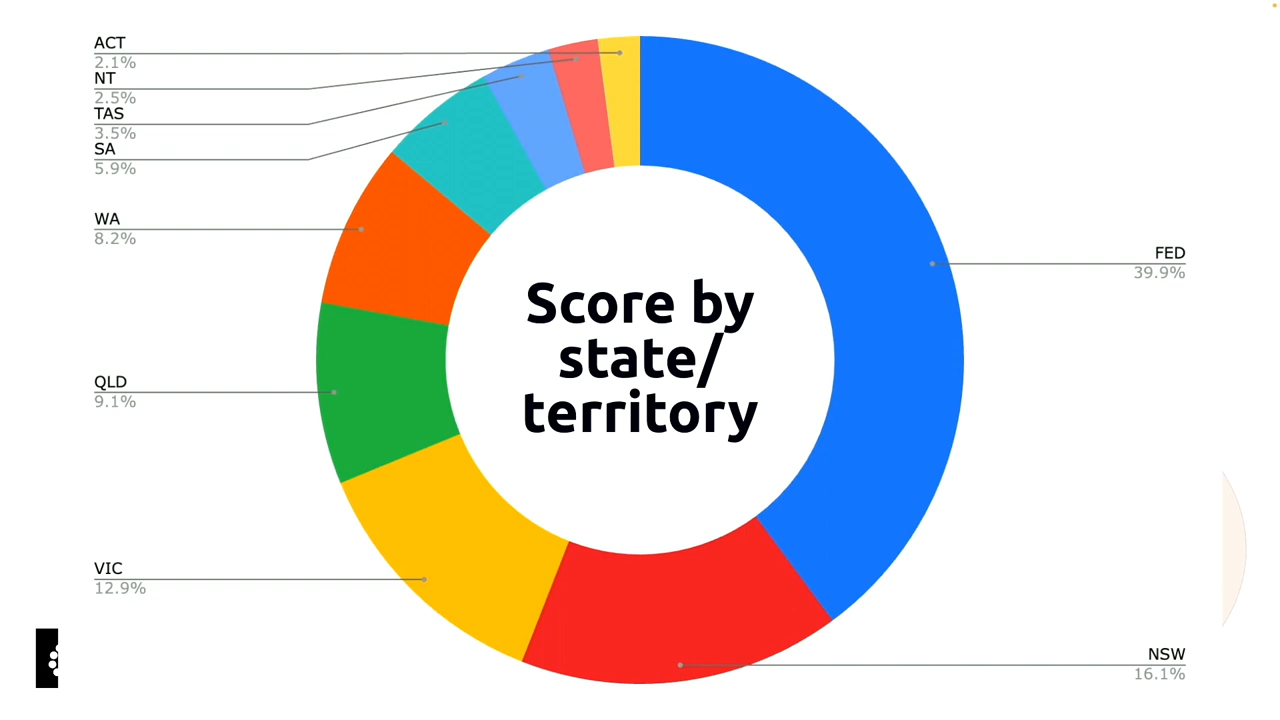 ACT
2.1%
NT
2.5%
TAS
3.5%
SA
5.9%
WA
8.2%
QLD
9.1%
VIC
12.9%
Score by
state/
territory
FED
39.9%
NSW
16.1%